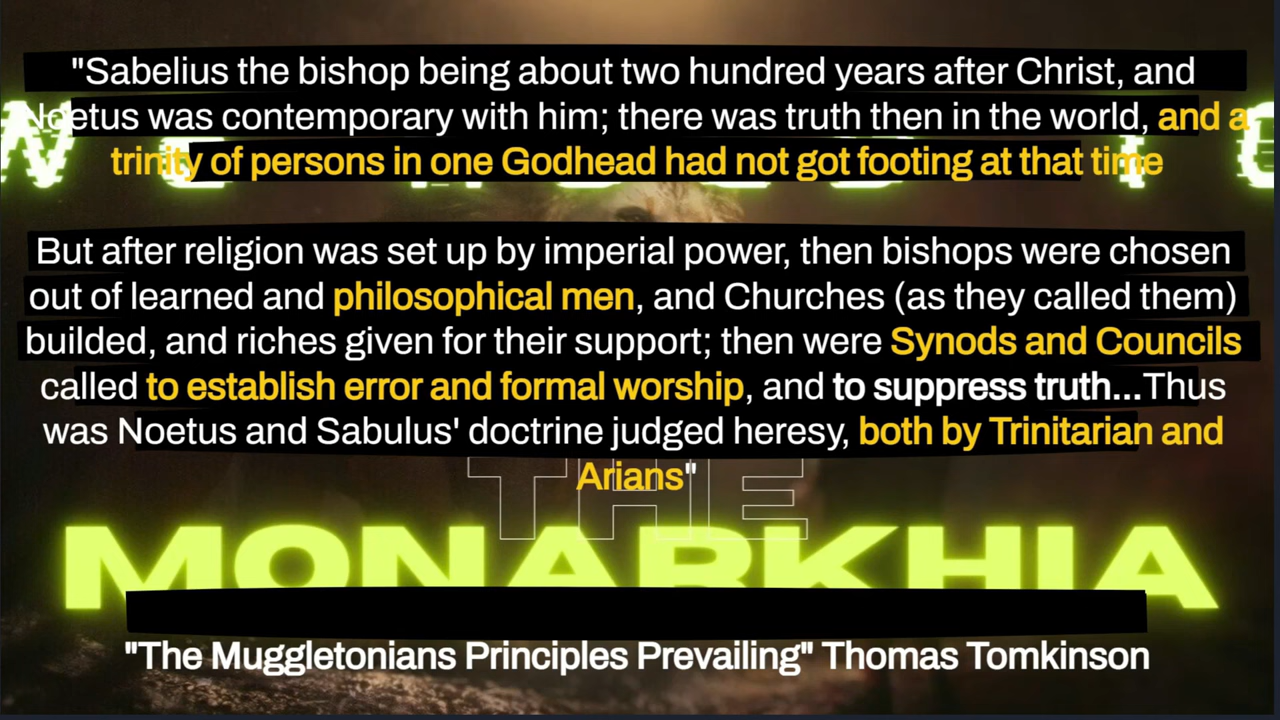 "Sabelius the bishop being about two hundred years after Christ, and
Noetus was contemporary with him; there was truth then in the world, and a
trinity of persons in one Godhead had not got footing at that time
But after religion was set up by imperial power, then bishops were chosen
out of learned and philosophical men, and Churches (as they called them)
builded, and riches given for their support; then were Synods and Councils
called to establish error and formal worship, and to suppress truth...Thus
was Noetus and Sabulus' doctrine judged heresy, both by Trinitarian and
Arians"
THE
MONARKHIA
"The Muggletonians Principles Prevailing" Thomas Tomkinson